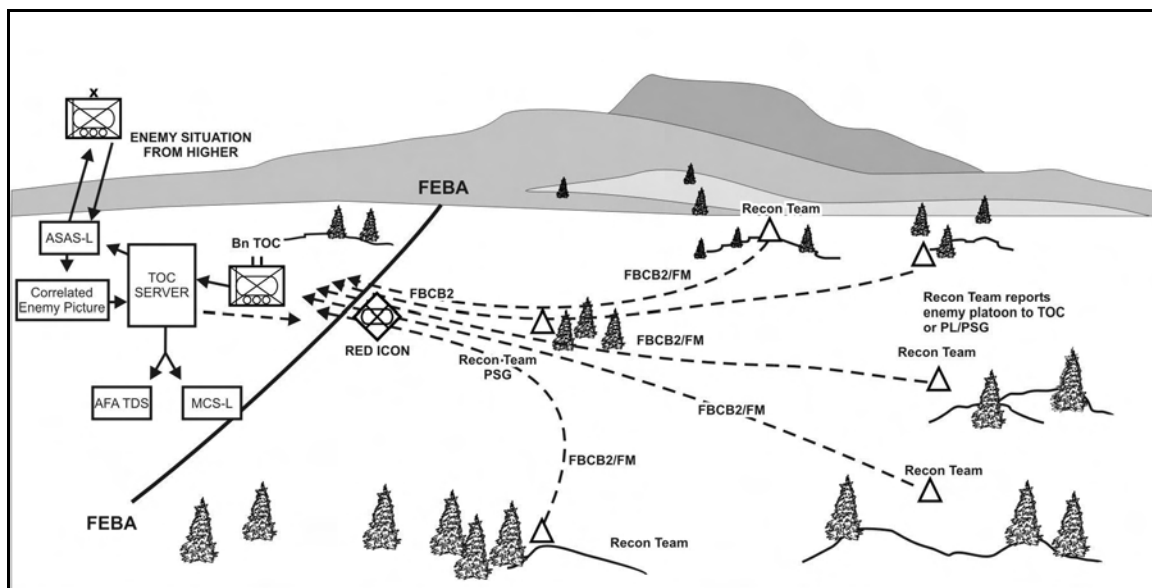 X
ENEMY SITUATION
FROM HIGHER
FEBA
Recon Team
ASAS-L
Bn TOC
TOC
SERVER
Correlated
Enemy Picture
FBCB2/FM
FBCB2
Recon Team reports
enemy platoon to TOC
or PL/PSG
RED ICON
FBCB2/FM
Recon Team
Recon-Team
PSG
AFA TDS
MCS-L
FBCB2/FM
FBCB2/FM
Recon Team
FEBA
Recon Team